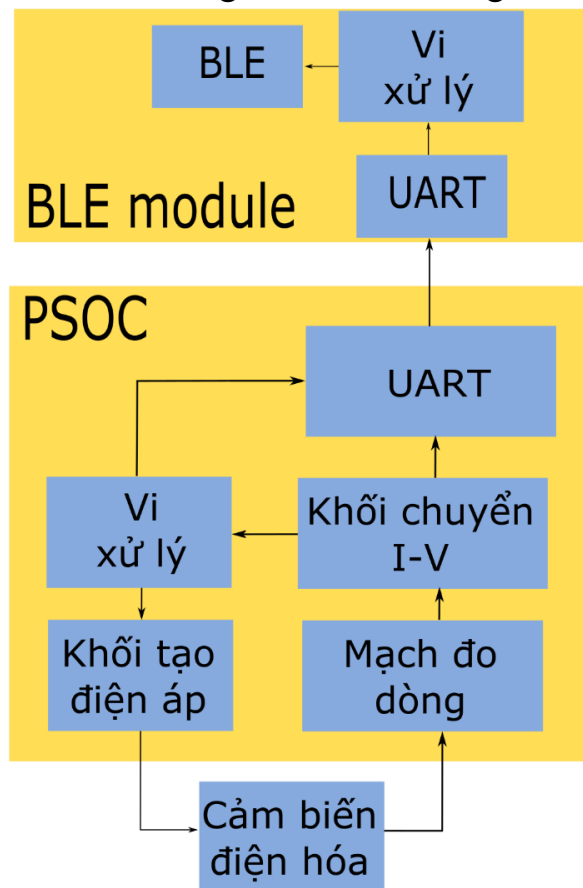 BLE
Vi
xử lý
UART
BLE module
PSOC
UART
Vi
xử lý
Khối chuyển
I-V
Khối tạo
điện áp
Mạch đo
dòng
Cảm biến
điện hóa